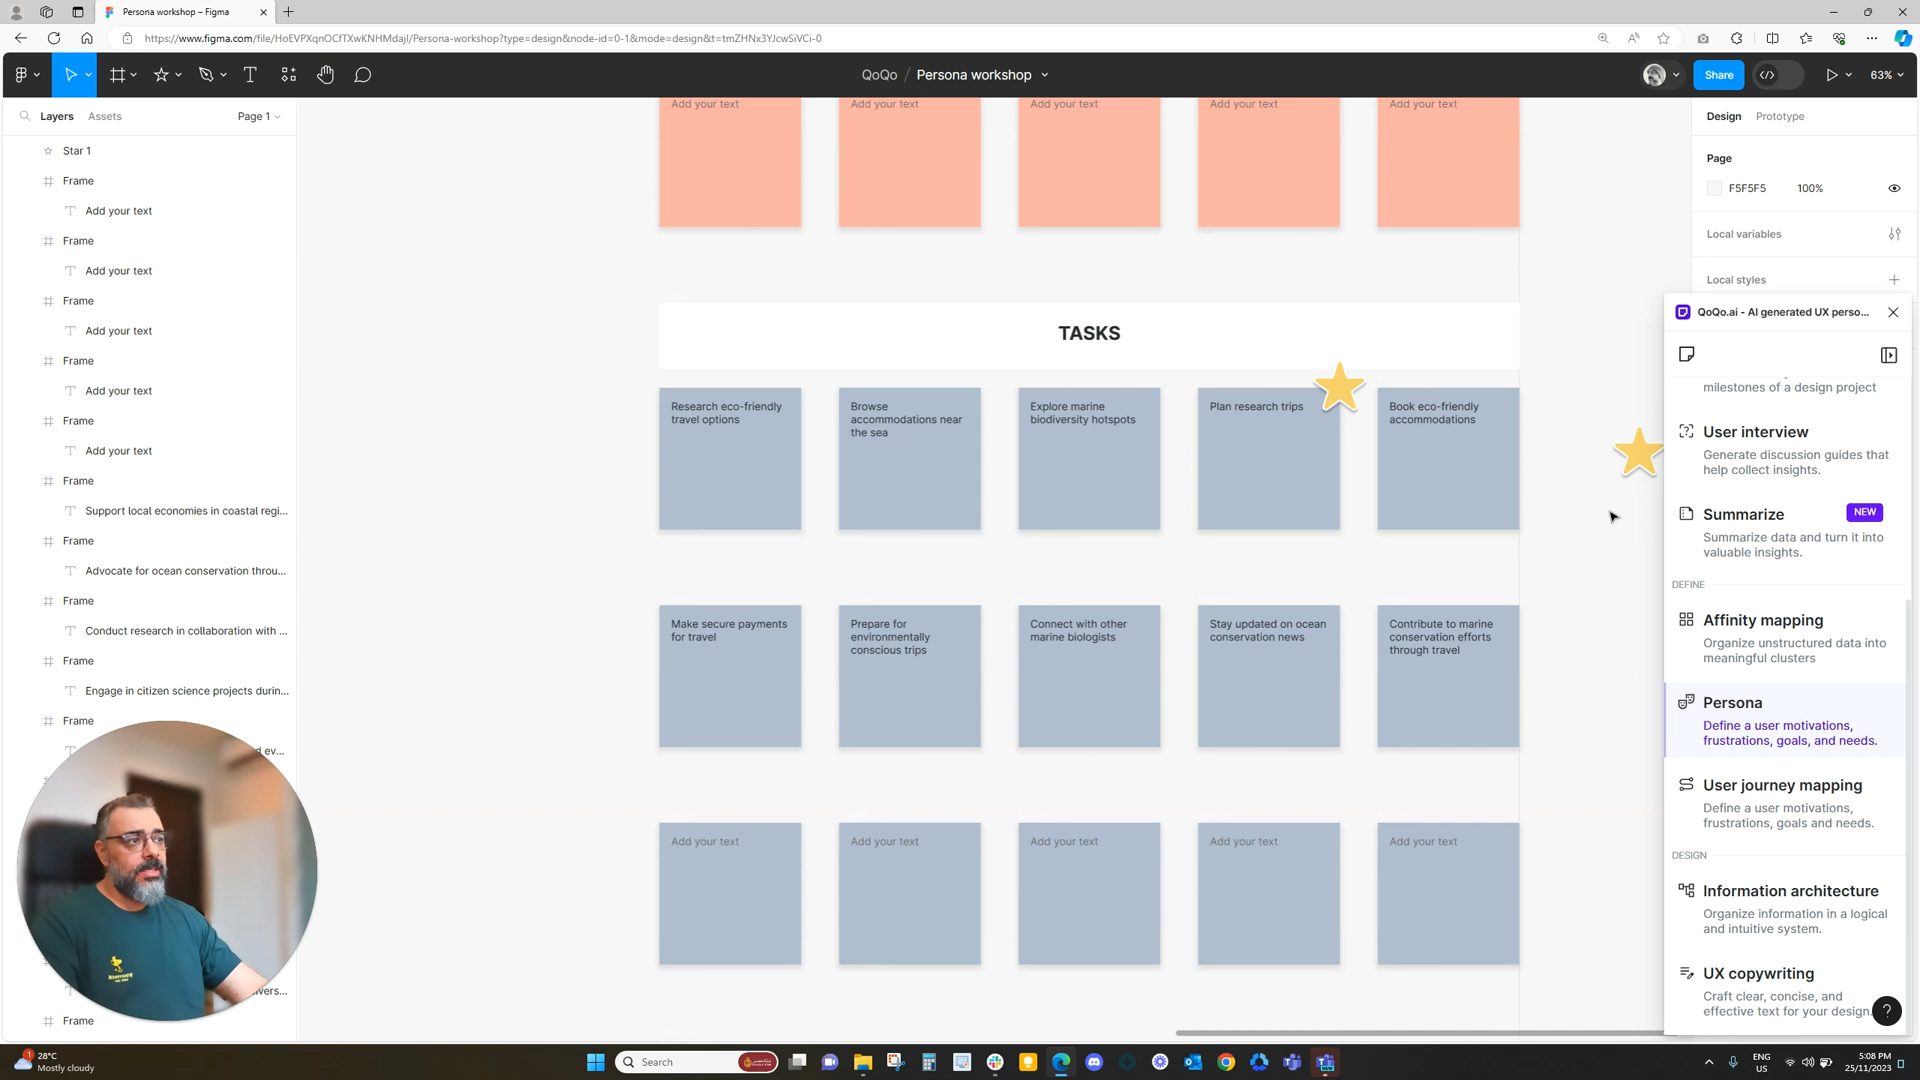 Persona workshop – Figma
https://www.figma.com/file/HoEVPXqnOCfTXwKNHMdajI/Persona-workshop?type=design&node-id=0-1&mode=design&t=tmZHNx3YJcwSiVCi-0
QoQo / Persona workshop
Share
63%
Layers
Assets
Page 1
Star 1
Frame
Add your text
Frame
Add your text
Frame
Add your text
Frame
Add your text
Frame
Add your text
Frame
Support local economies in coastal regi...
Frame
Advocate for ocean conservation throu...
Frame
Conduct research in collaboration with ...
Frame
Engage in citizen science projects durin...
Frame
d ev...
ivers...
Frame
Add your text
Add your text
Add your text
Add your text
Add your text
TASKS
Research eco-friendly
travel options
Browse
accommodations near
the sea
Explore marine
biodiversity hotspots
Plan research trips
Book eco-friendly
accommodations
Make secure payments
for travel
Prepare for
environmentally
conscious trips
Connect with other
marine biologists
Stay updated on ocean
conservation news
Contribute to marine
conservation efforts
through travel
Add your text
Add your text
Add your text
Add your text
Add your text
Design
Prototype
Page
F5F5F5
100%
Local variables
Local styles
QoQo.ai - AI generated UX perso...
milestones of a design project
User interview
Generate discussion guides that
help collect insights.
Summarize
NEW
Summarize data and turn it into
valuable insights.
DEFINE
Affinity mapping
Organize unstructured data into
meaningful clusters
Persona
Define a user motivations,
frustrations, goals, and needs.
User journey mapping
Define a user motivations,
frustrations, goals and needs.
DESIGN
Information architecture
Organize information in a logical
and intuitive system.
UX copywriting
Craft clear, concise, and
effective text for your design.
?
1
28°C
Mostly cloudy
Search
ENG
US
5:08 PM
25/11/2023